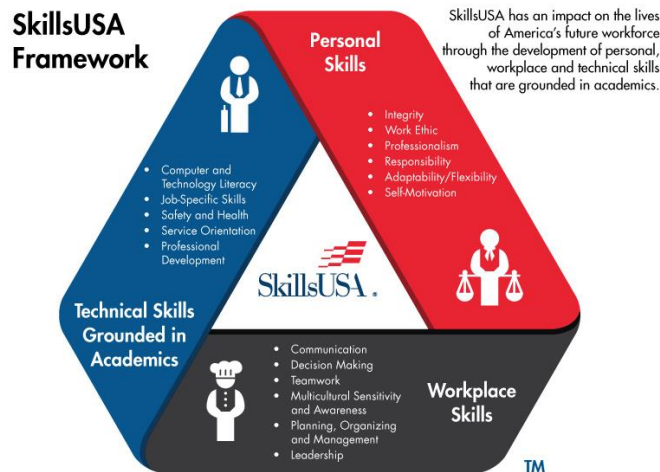 SkillsUSA
Framework
SkillsUSA has an impact on the lives
of America's future workforce
through the development of personal,
workplace and technical skills
that are grounded in academics.
Personal
Skills
• Integrity
• Work Ethic
• Professionalism
• Responsibility
• Adaptability/Flexibility
• Self-Motivation
• Computer and
Technology Literacy
• Job-Specific Skills
• Safety and Health
• Service Orientation
• Professional
Development
Technical Skills
Grounded in
Academics
SkillsUSA®
• Communication
• Decision Making
• Teamwork
• Multicultural Sensitivity
and Awareness
• Planning, Organizing
and Management
• Leadership
Workplace
Skills
TM